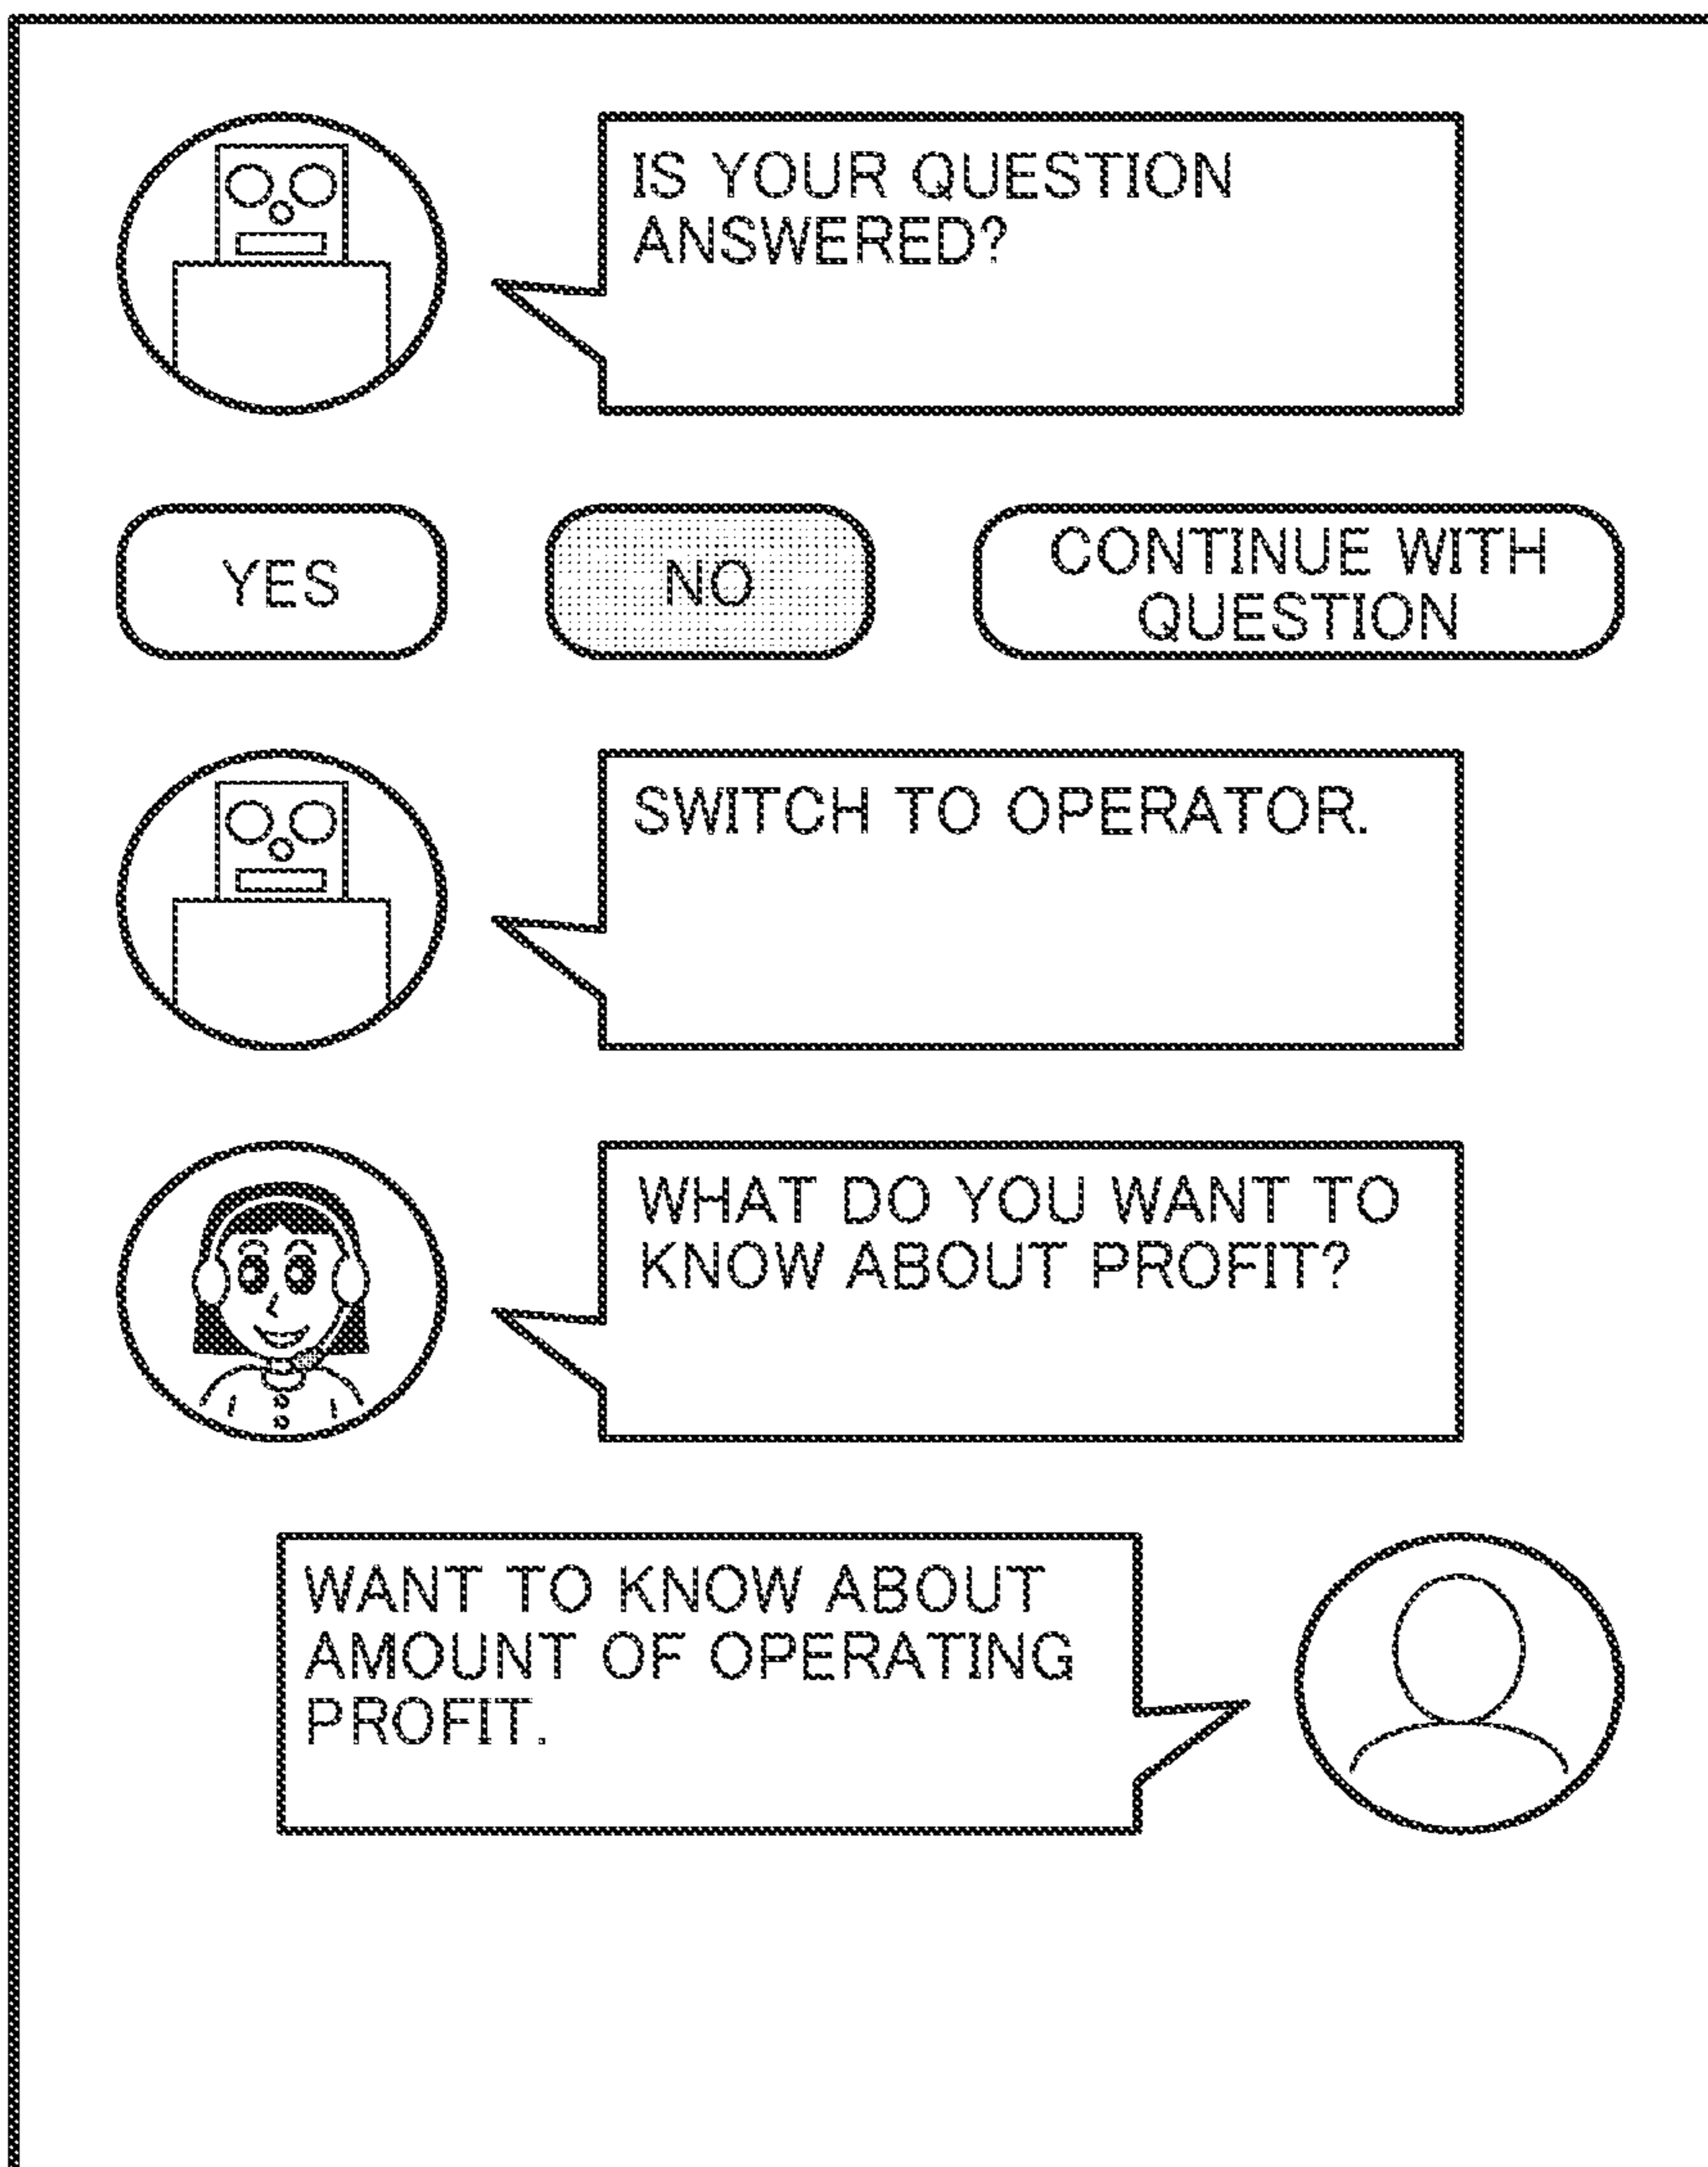 IS YOUR QUESTION
ANSWERED?
YES
NO
CONTINUE WITH
QUESTION
SWITCH TO OPERATOR.
WHAT DO YOU WANT TO
KNOW ABOUT PROFIT?
WANT TO KNOW ABOUT
AMOUNT OF OPERATING
PROFIT.